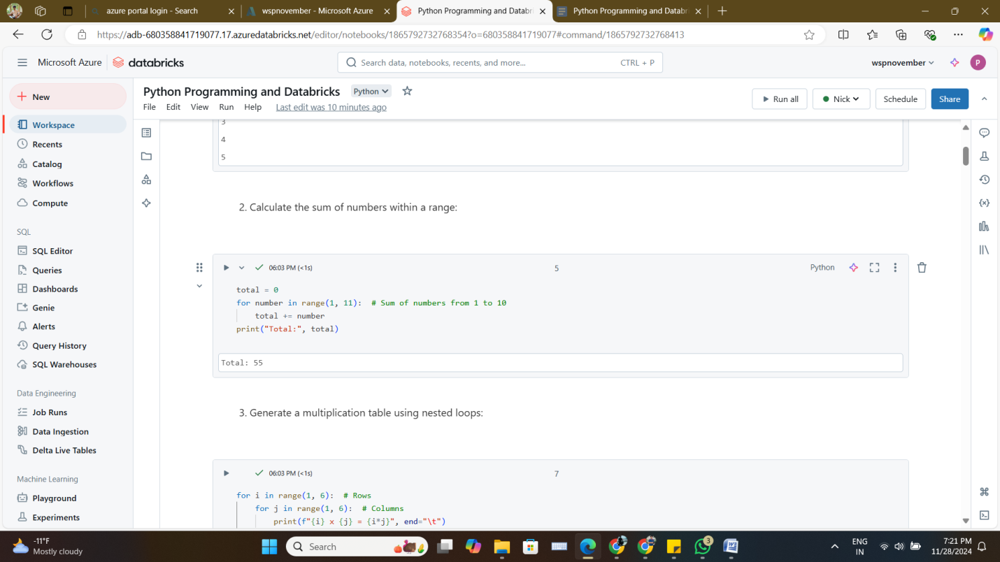 azure portal login - Search
wspnovember - Microsoft Azure
Python Programming and Databri
Python Programming and Databri
https://adb-680358841719077.17.azuredatabricks.net/editor/notebooks/1865792732768354?o=680358841719077#command/1865792732768413
Microsoft Azure
databricks
Search data, notebooks, recents, and more...
CTRL + P
wspnovember
P
New
Workspace
Recents
Catalog
Workflows
Compute
SQL
SQL Editor
Queries
Dashboards
Genie
Alerts
Query History
SQL Warehouses
Data Engineering
Job Runs
Data Ingestion
Delta Live Tables
Machine Learning
Playground
Experiments
Python Programming and Databricks
Python
File Edit View Run Help Last edit was 10 minutes ago
Run all
Nick
Schedule
Share
3
4
5
2. Calculate the sum of numbers within a range:
06:03 PM (<1s)
5
Python
total = 0
for number in range(1, 11):  # Sum of numbers from 1 to 10
    total += number
print("Total:", total)
Total: 55
3. Generate a multiplication table using nested loops:
06:03 PM (<1s)
7
for i in range(1, 6):  # Rows
    for j in range(1, 6):  # Columns
        print(f"{i} x {j} = {i*j}", end="\t")
-11°F
Mostly cloudy
Search
3
ENG
IN
7:21 PM
11/28/2024